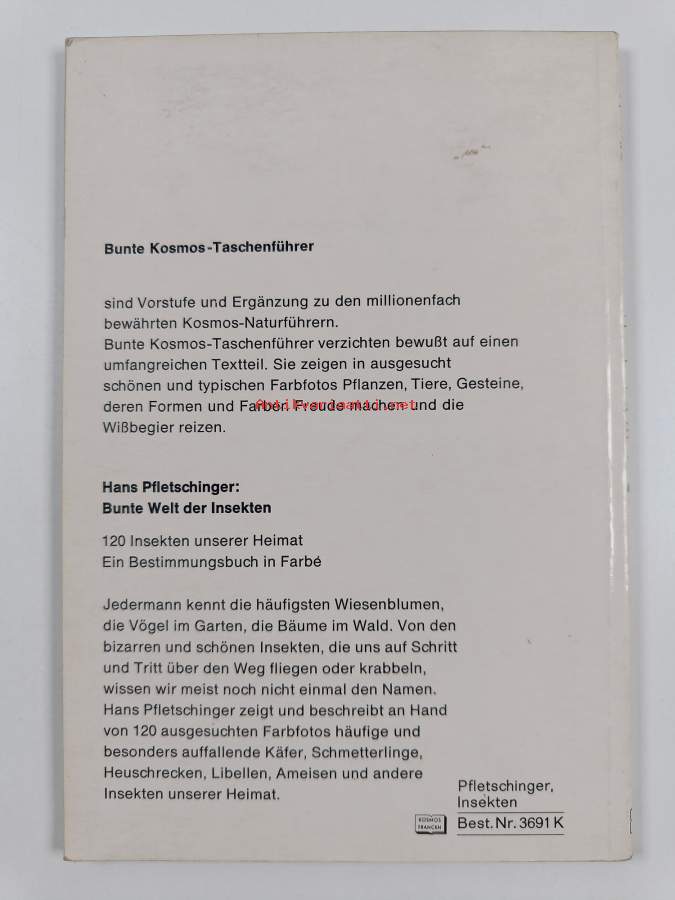 Bunte Kosmos-Taschenführer
sind Vorstufe und Ergänzung zu den millionenfach
bewährten Kosmos-Naturführern.
Bunte Kosmos-Taschenführer verzichten bewußt auf einen
umfangreichen Textteil. Sie zeigen in ausgesucht
schönen und typischen Farbfotos Pflanzen, Tiere, Gesteine,
deren Formen und Farben Freude machen und die
Wißbegier reizen.
Antikvariaatti.net
Hans Pfletschinger:
Bunte Welt der Insekten
120 Insekten unserer Heimat
Ein Bestimmungsbuch in Farbé
Jedermann kennt die häufigsten Wiesenblumen,
die Vögel im Garten, die Bäume im Wald. Von den
bizarren und schönen Insekten, die uns auf Schritt
und Tritt über den Weg fliegen oder krabbeln,
wissen wir meist noch nicht einmal den Namen.
Hans Pfletschinger zeigt und beschreibt an Hand
von 120 ausgesuchten Farbfotos häufige und
besonders auffallende Käfer, Schmetterlinge,
Heuschrecken, Libellen, Ameisen und andere
Insekten unserer Heimat.
Pfletschinger,
Insekten
Best. Nr. 3691 K
KOSMOS
FRANCKH